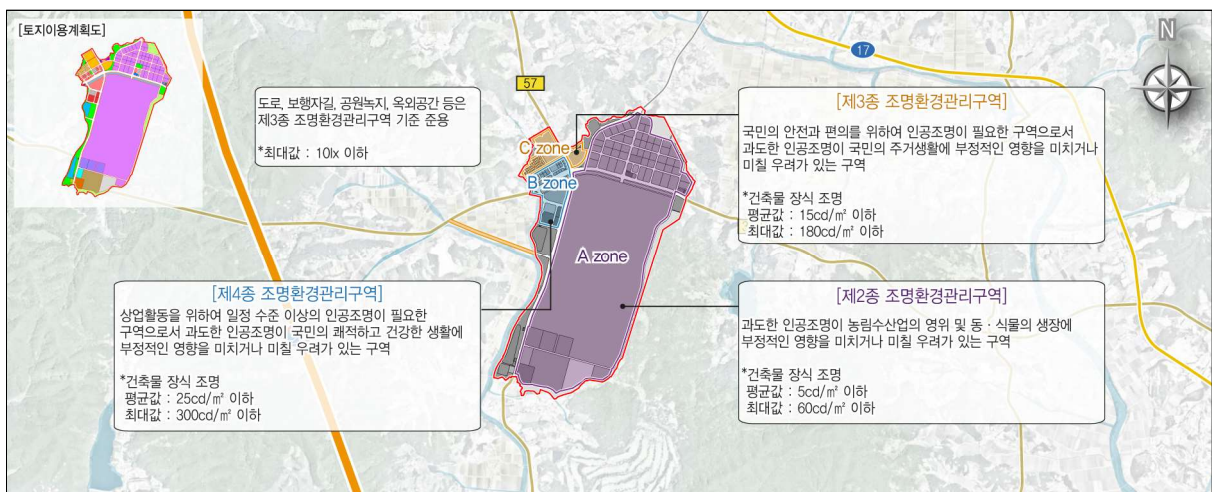 [토지이용계획도]
도로, 보행자길, 공원녹지, 옥외공간 등은
제3종 조명환경관리구역 기준 준용
*최대값 : 10lx 이하
57
17
N
[제3종 조명환경관리구역]
국민의 안전과 편의를 위하여 인공조명이 필요한 구역으로서
과도한 인공조명이 국민의 주거생활에 부정적인 영향을 미치거나
미칠 우려가 있는 구역
*건축물 장식 조명
평균값 : 15cd/㎡ 이하
최대값 : 180cd/㎡ 이하
C zone
B zone
A zone
[제4종 조명환경관리구역]
상업활동을 위하여 일정 수준 이상의 인공조명이 필요한
구역으로서 과도한 인공조명이 국민의 쾌적하고 건강한 생활에
부정적인 영향을 미치거나 미칠 우려가 있는 구역
*건축물 장식 조명
평균값 : 25cd/㎡ 이하
최대값 : 300cd/㎡ 이하
[제2종 조명환경관리구역]
과도한 인공조명이 농림수산업의 영위 및 동 · 식물의 생장에
부정적인 영향을 미치거나 미칠 우려가 있는 구역
*건축물 장식 조명
평균값 : 5cd/㎡ 이하
최대값 : 60cd/㎡ 이하